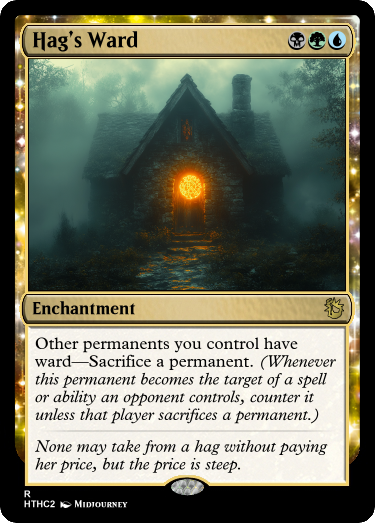 Hag's Ward
Enchantment
Other permanents you control have
ward—Sacrifice a permanent. (Whenever
this permanent becomes the target of a spell
or ability an opponent controls, counter it
unless that player sacrifices a permanent.)
None may take from a hag without paying
her price, but the price is steep.
R
HTHC2 Midjourney